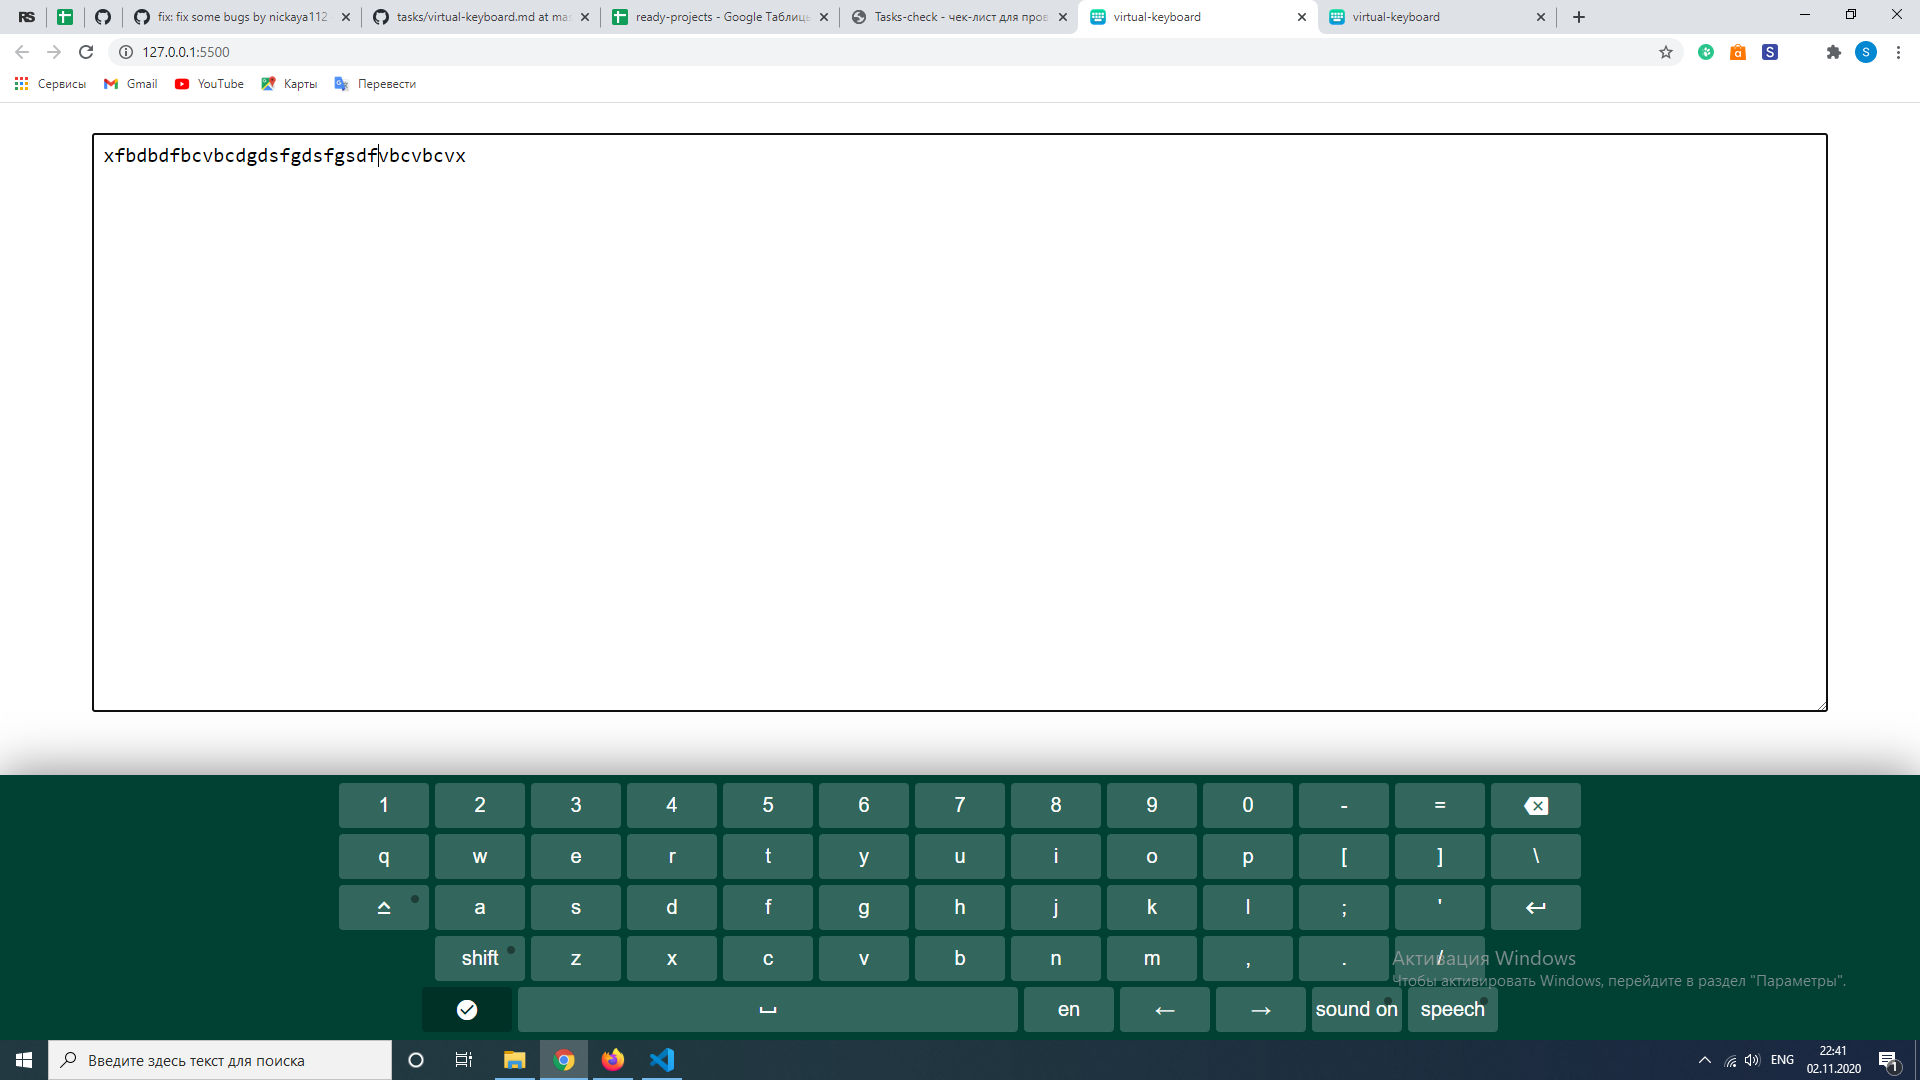 RS
fix: fix some bugs by nickaya112
tasks/virtual-keyboard.md at mas
ready-projects - Google Таблиць
Tasks-check - чек-лист для пров
virtual-keyboard
virtual-keyboard
127.0.0.1:5500
S
S
Сервисы
Gmail
YouTube
Карты
Перевести
xfbdbdfbcvbcdgdsfgdsfgsdfvbcvbcvx
1 2 3 4 5 6 7 8 9 0 - =
q w e r t y u i o p [ ] \
a s d f g h j k l ; '
shift z x c v b n m , . /
en ← → sound on speech
Активация Windows
Чтобы активировать Windows, перейдите в раздел "Параметры".
Введите здесь текст для поиска
ENG
22:41
02.11.2020
1